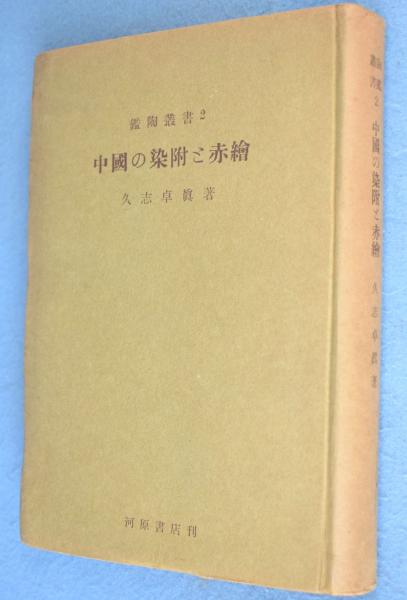 鑑陶叢書2
中國の染附と赤繪
久志卓眞著
河原書店刊
鑑陶叢書2 中國の染附と赤繪 久志卓眞著